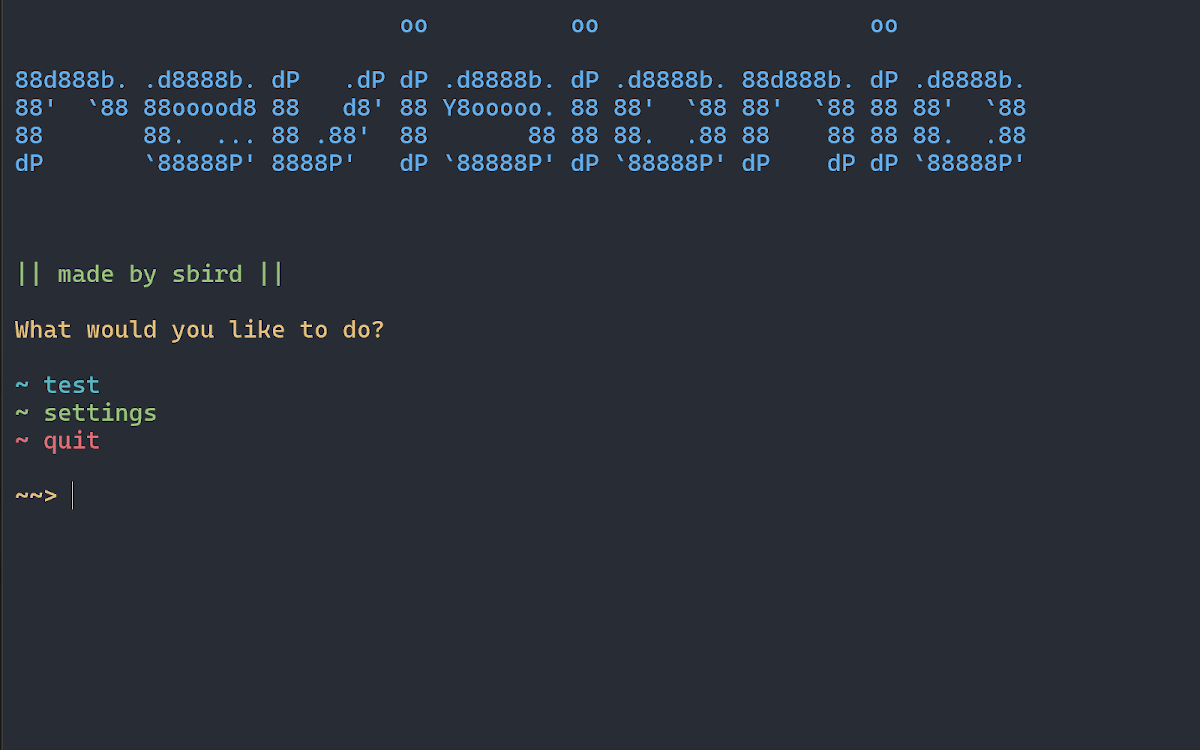 oo          oo                   oo

88d888b. .d8888b. dP   .dP dP .d8888b. dP .d8888b. 88d888b. dP .d8888b.
88'  `88 88ooood8 88   d8' 88 Y8ooooo. 88 88'  `88 88'  `88 88 88'  `88
88       88.  ... 88 .88'  88       88 88 88.  .88 88    88 88 88.  .88
dP       `88888P' 8888P'   dP `88888P' dP `88888P' dP    dP dP `88888P'

|| made by sbird ||

What would you like to do?

~ test
~ settings
~ quit

~~>